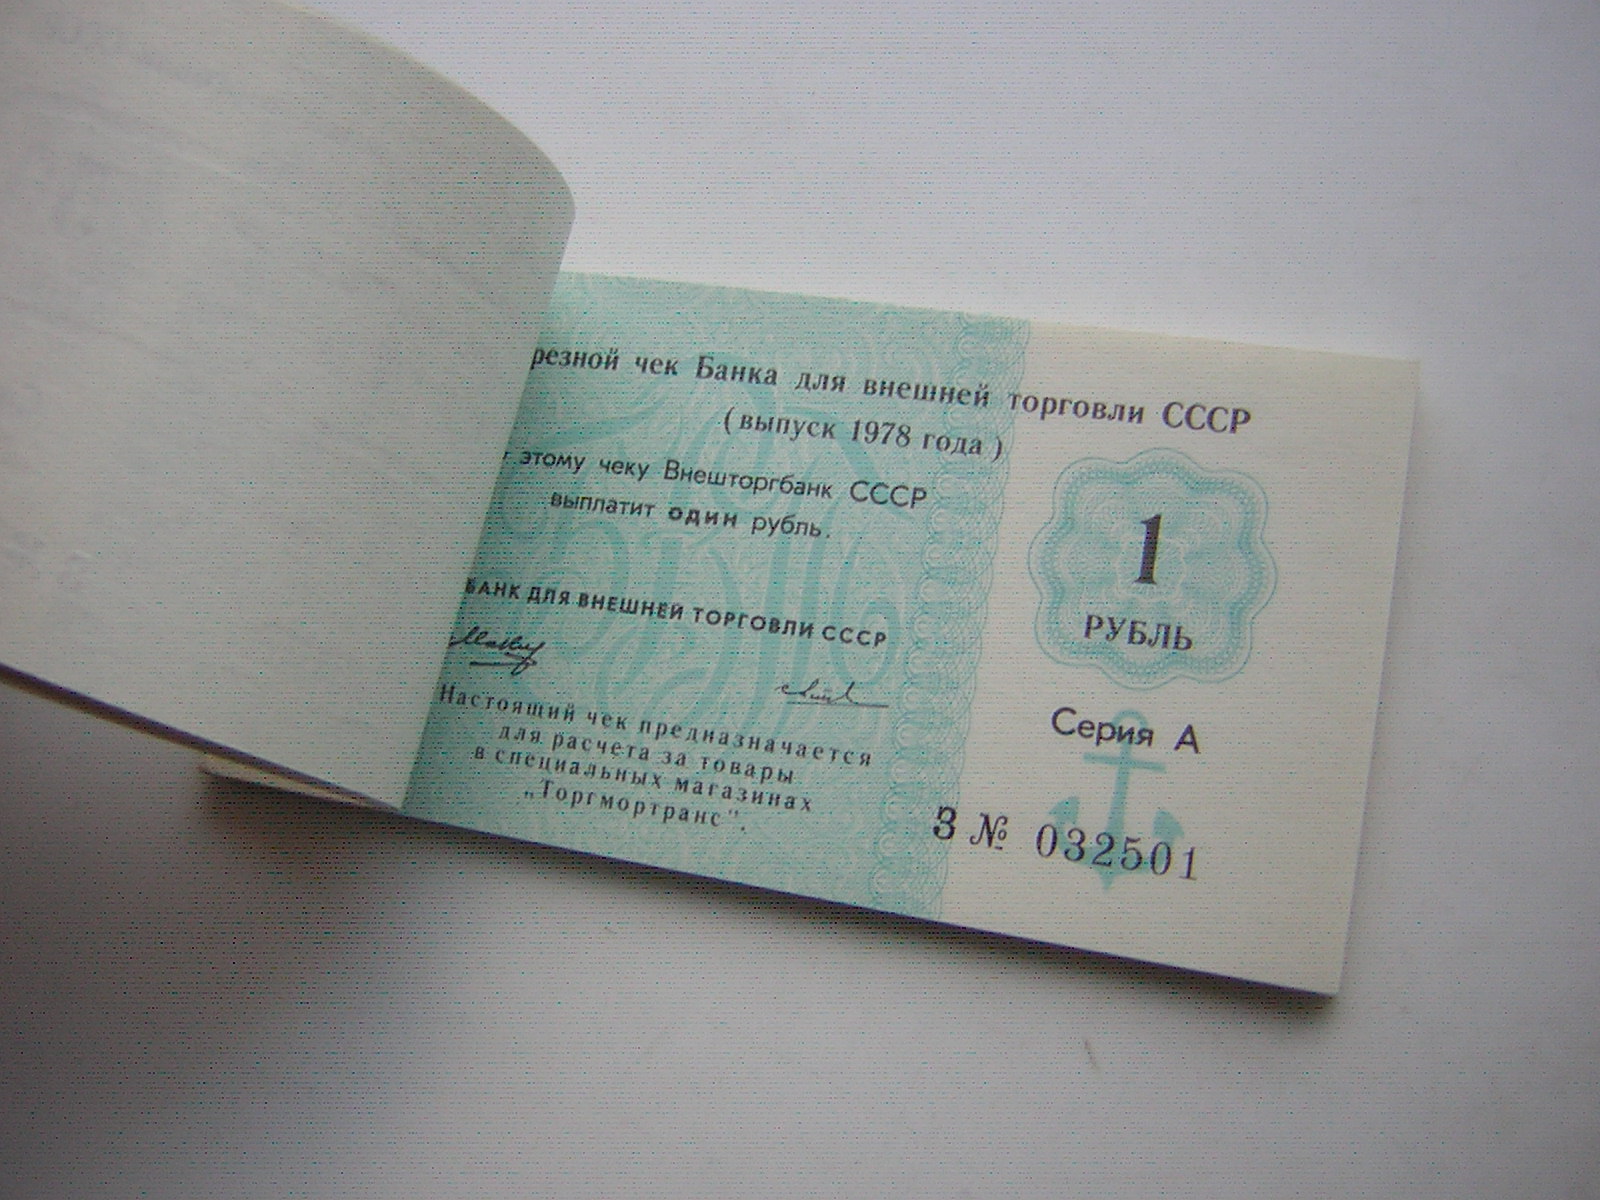 резной чек Банка для внешней торговли СССР
(выпуск 1978 года)
этому чеку Внешторгбанк СССР
выплатит один рубль.
БАНК ДЛЯ ВНЕШНЕЙ ТОРГОВЛИ СССР
Настоящий чек предназначается
для расчета за товары
в специальных магазинах
„Торгмортранс".
1
РУБЛЬ
Серия А
З № 032501